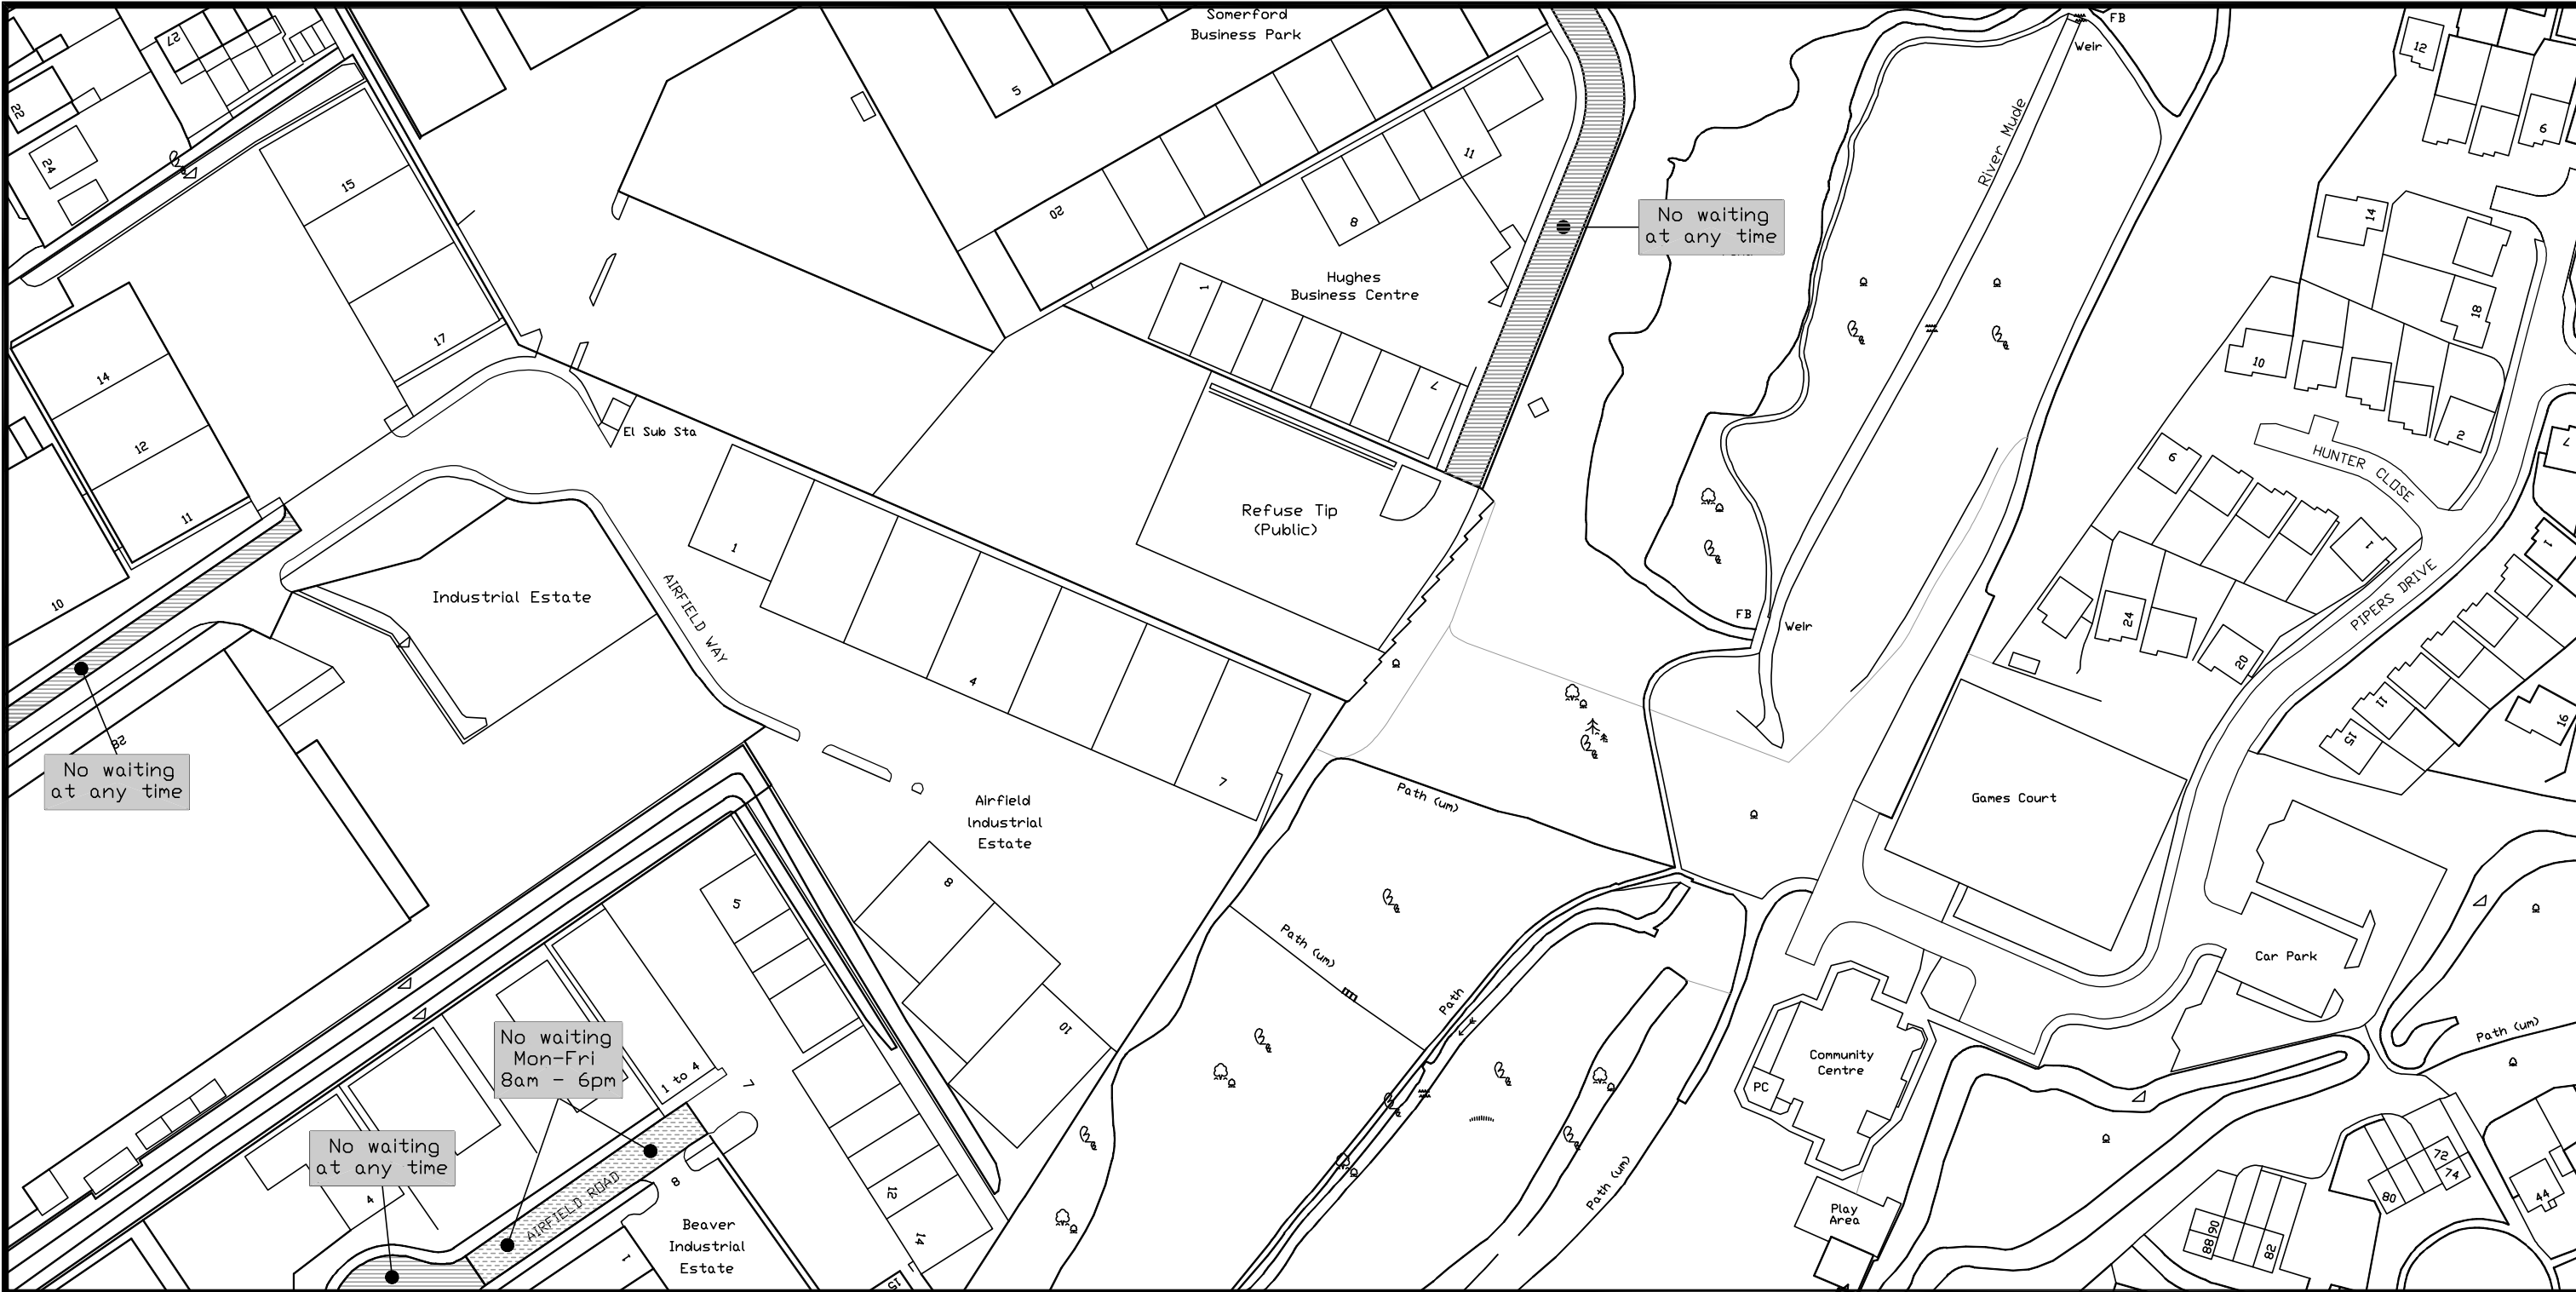 Somerford
Business Park
FB
Weir
12
27
22
24
5
6
River Mude
15
11
20
8
14
No waiting
at any time
Hughes
Business Centre
1
18
17
10
14
7
2
7
12
El Sub Sta
6
HUNTER CLOSE
11
Refuse Tip
(Public)
1
1
1
10
Industrial Estate
AIRFIELD WAY
PIPERS DRIVE
FB
Weir
24
20
4
11
16
15
28
No waiting
at any time
7
Path (um)
Games Court
Airfield
Industrial
Estate
8
5
Path (um)
Car Park
Path
10
Path (um)
No waiting
Mon-Fri
8am - 6pm
1 to 4
7
Community
Centre
PC
No waiting
at any time
4
8
AIRFIELD ROAD
12
14
15
Beaver
Industrial
Estate
1
Path (um)
Play
Area
72
74
80
44
90
88
82